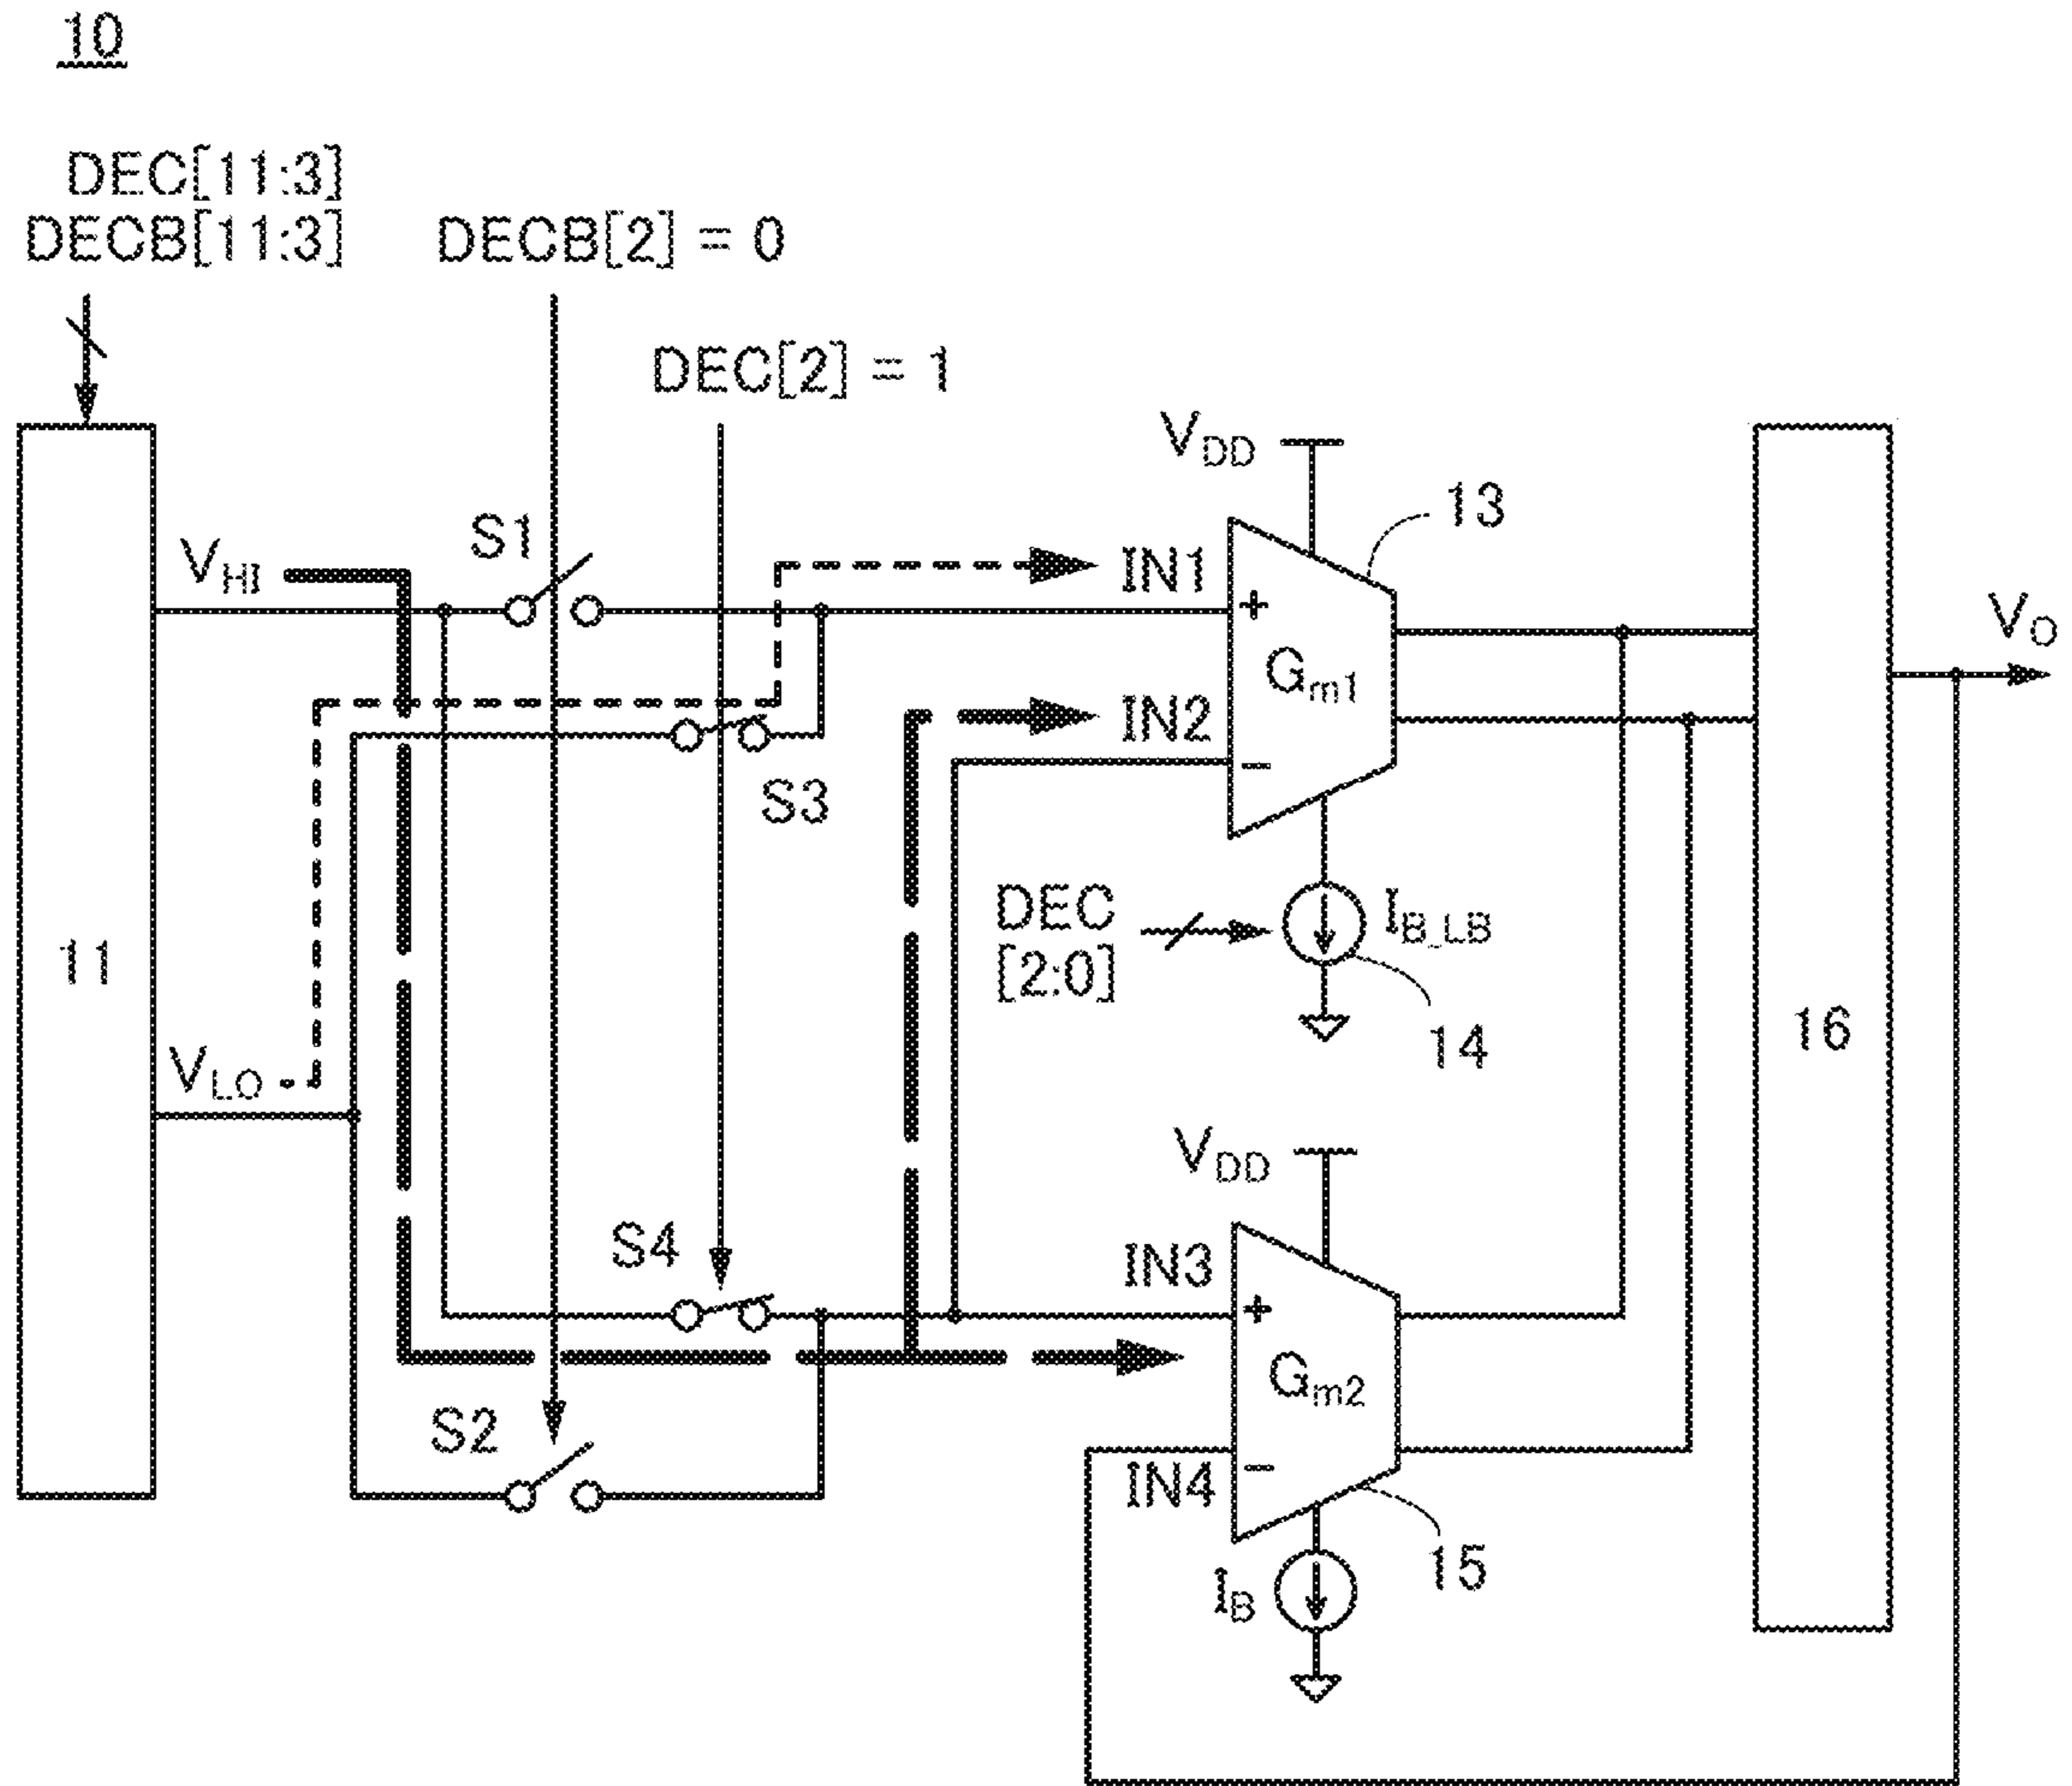 10
DEC[11:3]
DECB[11:3]
DECB[2] = 0
DEC[2] = 1
VDD
13
S1
VHI
IN1
+
Gm1
VO
IN2
−
S3
DEC
[2:0]
IB_LB
11
14
16
VLO
VDD
S4
IN3
+
Gm2
S2
IN4
−
15
IB